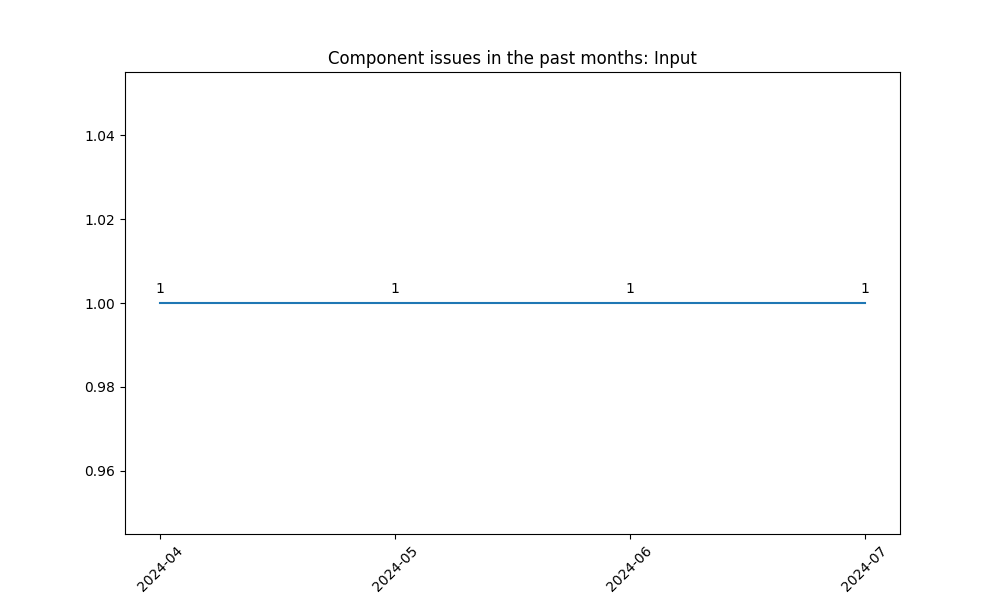 Component issues in the past months: Input
1.04
1.02
1.00
0.98
0.96
1 1 1 1
2024-04 2024-05 2024-06 2024-07